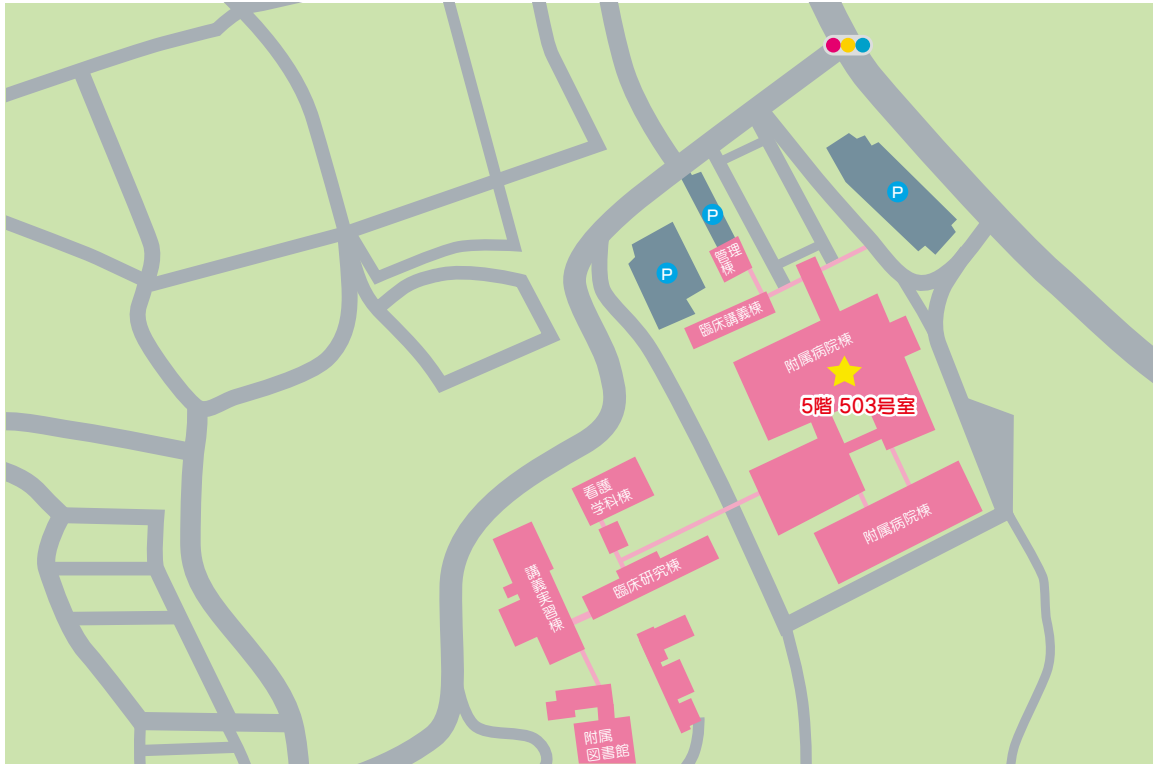 P
P
P
管理
棟
臨床講義棟
附属病院棟
5階 503号室
看護
学科棟
附属病院棟
臨床研究棟
講義実習棟
附属
図書館